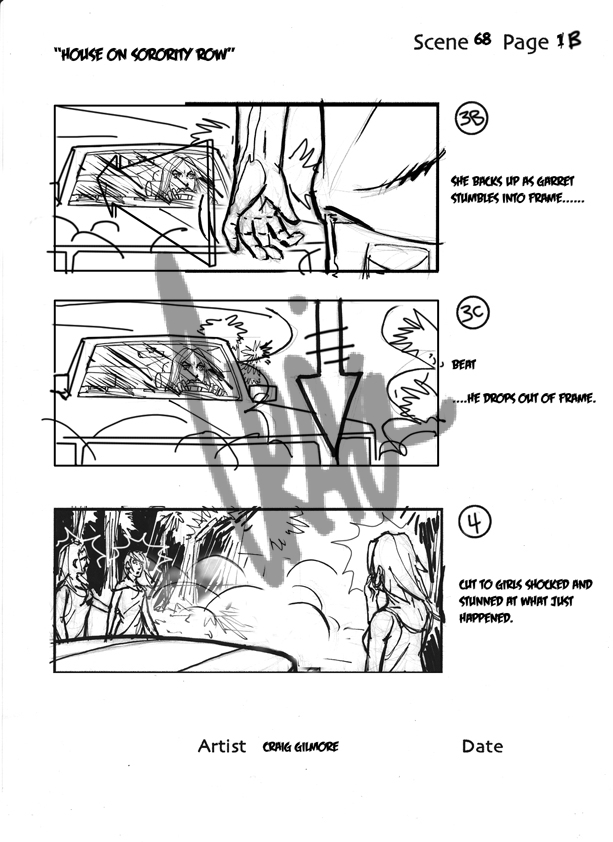 Scene 68 Page 1B
"HOUSE ON SORORITY ROW"
3B
SHE BACKS UP AS GARRET
STUMBLES INTO FRAME......
3C
BEAT
....HE DROPS OUT OF FRAME.
4
CUT TO GIRLS SHOCKED AND
STUNNED AT WHAT JUST
HAPPENED.
Artist CRAIG GILMORE Date